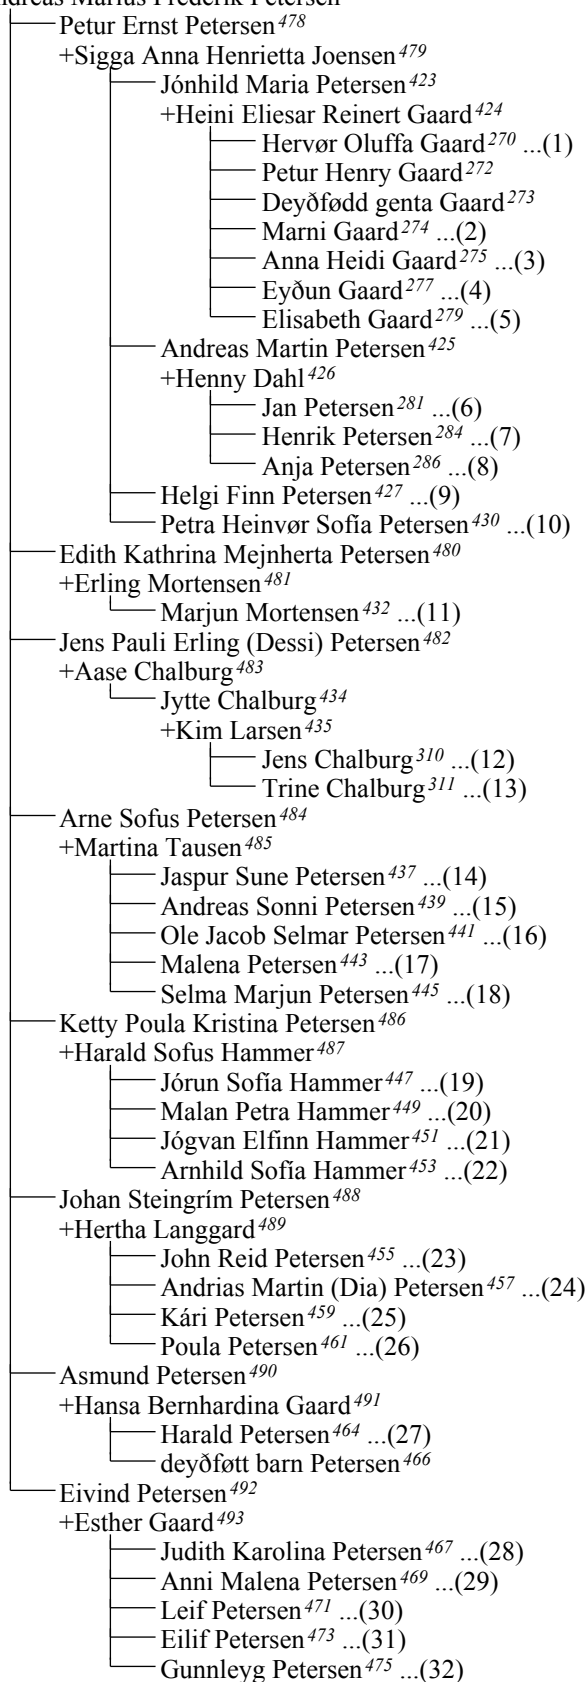 Marius Frederik Petersen
Petur Ernst Petersen 478
+Sigga Anna Henrietta Joensen 479
Jónhild Maria Petersen 423
+Heini Eliesar Reinert Gaard 424
Hervør Oluffa Gaard 270 ...(1)
Petur Henry Gaard 272
Deyðfødd genta Gaard 273
Marni Gaard 274 ...(2)
Anna Heidi Gaard 275 ...(3)
Eyðun Gaard 277 ...(4)
Elisabeth Gaard 279 ...(5)
Andreas Martin Petersen 425
+Henny Dahl 426
Jan Petersen 281 ...(6)
Henrik Petersen 284 ...(7)
Anja Petersen 286 ...(8)
Helgi Finn Petersen 427 ...(9)
Petra Heinvør Sofía Petersen 430 ...(10)
Edith Kathrina Mejnherta Petersen 480
+Erling Mortensen 481
Marjun Mortensen 432 ...(11)
Jens Pauli Erling (Dessi) Petersen 482
+Aase Chalburg 483
Jytte Chalburg 434
+Kim Larsen 435
Jens Chalburg 310 ...(12)
Trine Chalburg 311 ...(13)
Arne Sofus Petersen 484
+Martina Tausen 485
Jaspur Sune Petersen 437 ...(14)
Andreas Sonni Petersen 439 ...(15)
Ole Jacob Selmar Petersen 441 ...(16)
Malena Petersen 443 ...(17)
Selma Marjun Petersen 445 ...(18)
Ketty Poula Kristina Petersen 486
+Harald Sofus Hammer 487
Jórun Sofía Hammer 447 ...(19)
Malan Petra Hammer 449 ...(20)
Jógvan Elfinn Hammer 451 ...(21)
Arnhild Sofía Hammer 453 ...(22)
Johan Steingrím Petersen 488
+Hertha Langgard 489
John Reid Petersen 455 ...(23)
Andrias Martin (Dia) Petersen 457 ...(24)
Kári Petersen 459 ...(25)
Poula Petersen 461 ...(26)
Asmund Petersen 490
+Hansa Bernhardina Gaard 491
Harald Petersen 464 ...(27)
deyðføtt barn Petersen 466
Eivind Petersen 492
+Esther Gaard 493
Judith Karolina Petersen 467 ...(28)
Anni Malena Petersen 469 ...(29)
Leif Petersen 471 ...(30)
Eilif Petersen 473 ...(31)
Gunnleyg Petersen 475 ...(32)